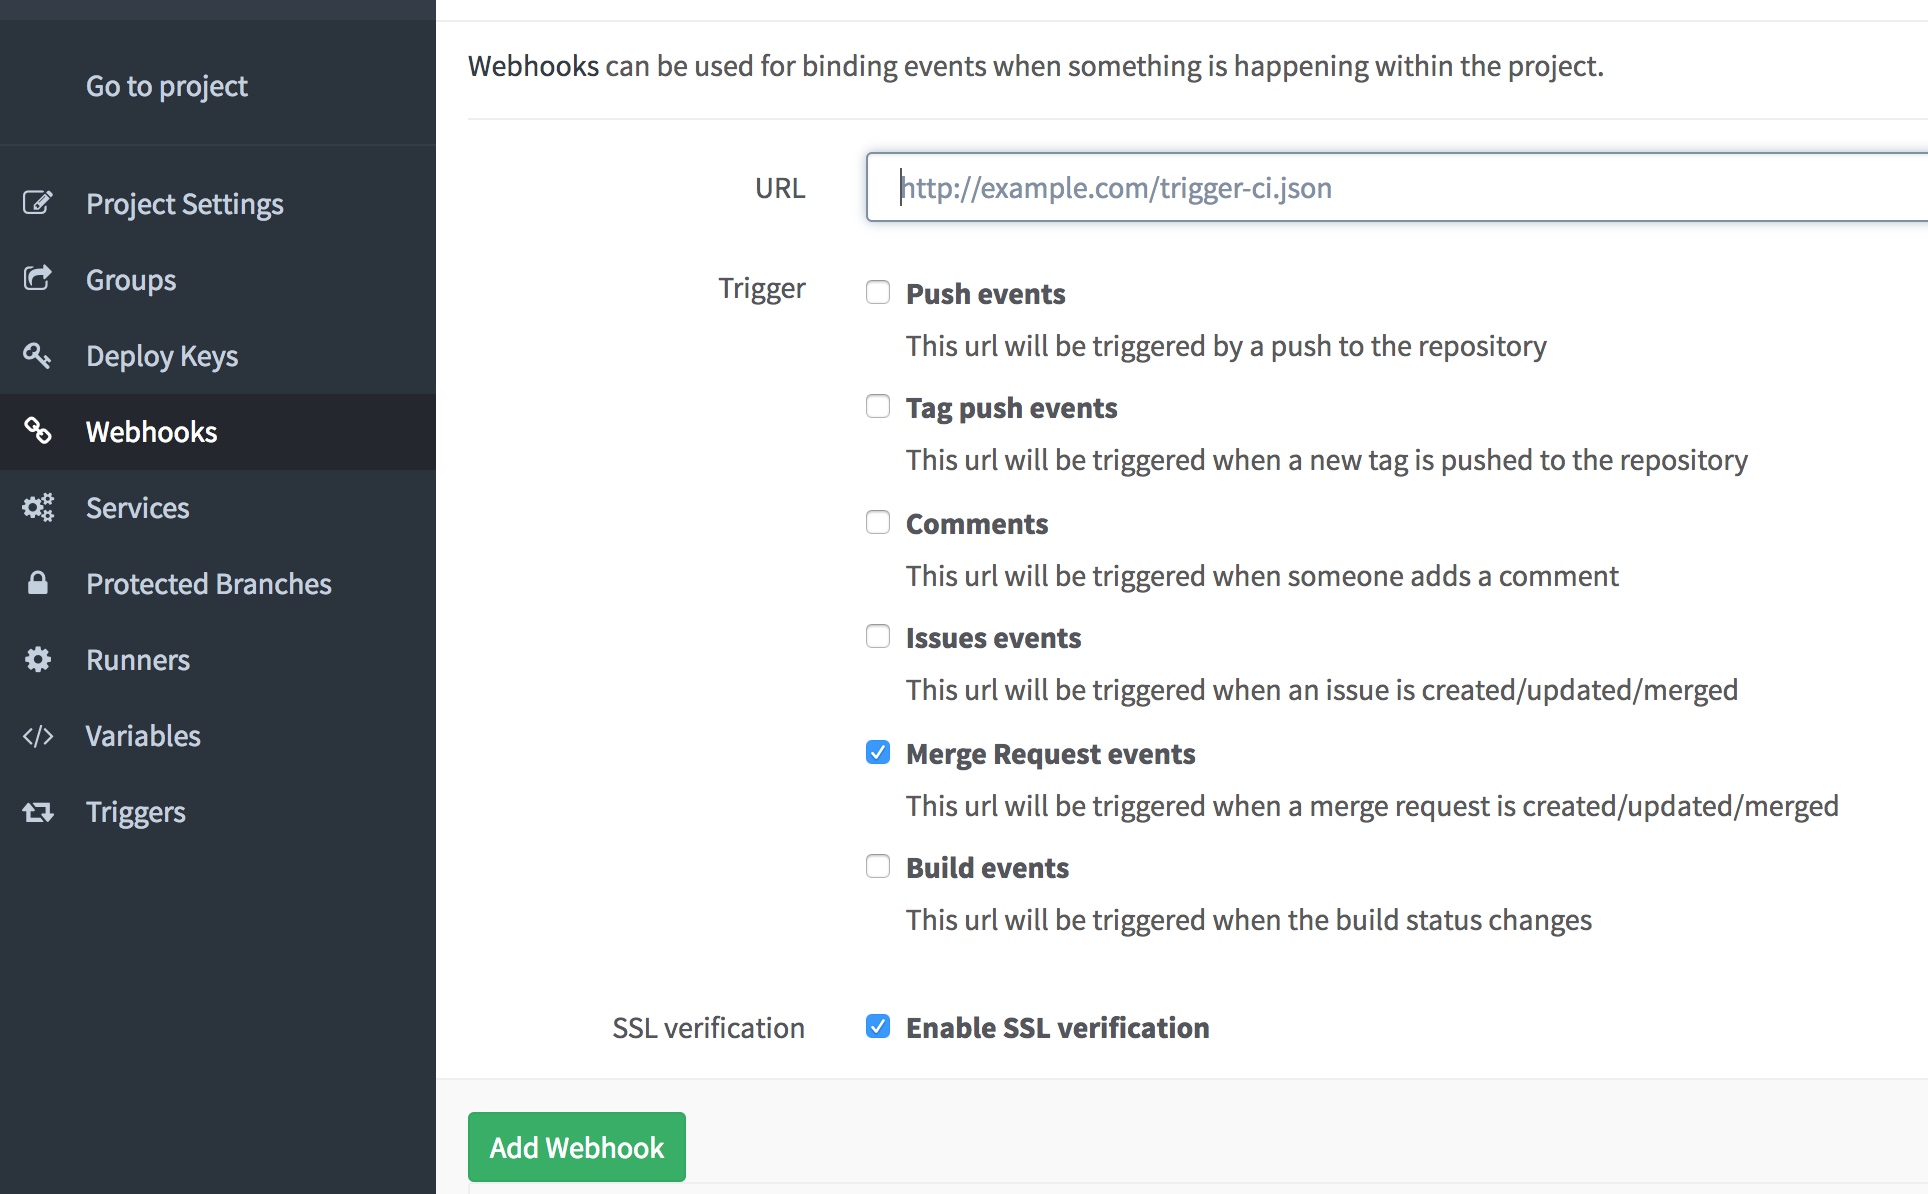 Go to project
Project Settings
Groups
Deploy Keys
Webhooks
Services
Protected Branches
Runners
Variables
Triggers
Webhooks can be used for binding events when something is happening within the project.
URL
http://example.com/trigger-ci.json
Trigger
Push events
This url will be triggered by a push to the repository
Tag push events
This url will be triggered when a new tag is pushed to the repository
Comments
This url will be triggered when someone adds a comment
Issues events
This url will be triggered when an issue is created/updated/merged
Merge Request events
This url will be triggered when a merge request is created/updated/merged
Build events
This url will be triggered when the build status changes
SSL verification
Enable SSL verification
Add Webhook